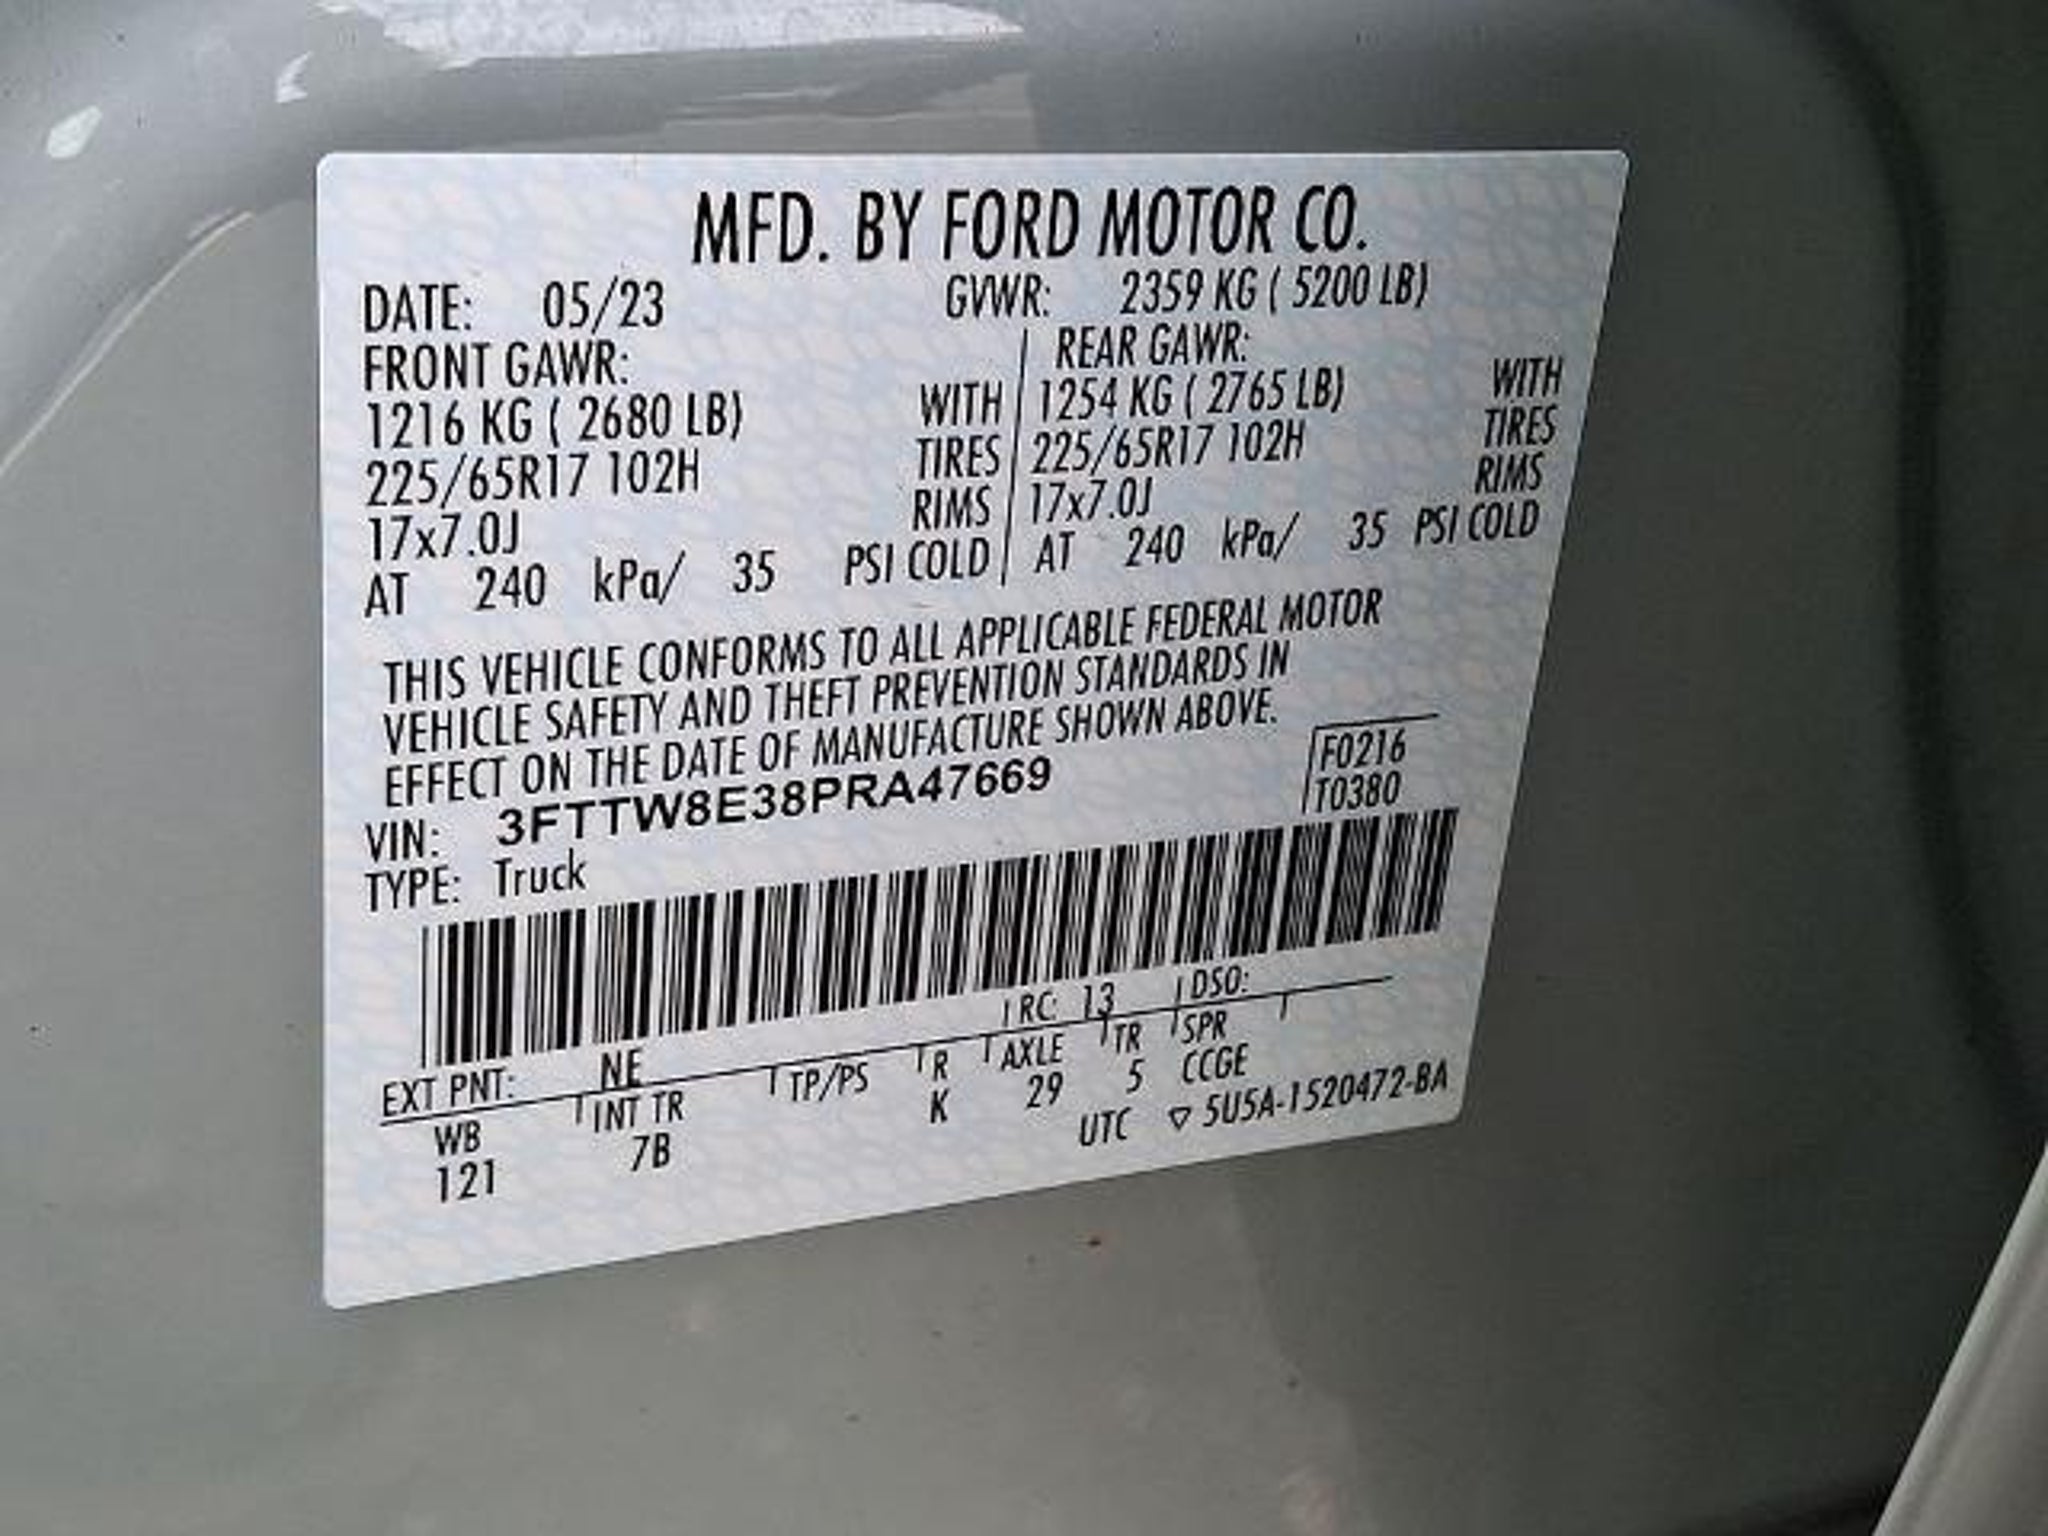 MFD. BY FORD MOTOR CO.
DATE: 05/23 GVWR: 2359 KG ( 5200 LB)
FRONT GAWR: REAR GAWR:
1216 KG ( 2680 LB) WITH 1254 KG ( 2765 LB) WITH
225/65R17 102H TIRES 225/65R17 102H TIRES
17x7.0J RIMS 17x7.0J RIMS
AT 240 kPa/ 35 PSI COLD AT 240 kPa/ 35 PSI COLD
THIS VEHICLE CONFORMS TO ALL APPLICABLE FEDERAL MOTOR
VEHICLE SAFETY AND THEFT PREVENTION STANDARDS IN
EFFECT ON THE DATE OF MANUFACTURE SHOWN ABOVE.
VIN: 3FTTW8E38PRA47669
F0216
T0380
TYPE: Truck
EXT PNT: NE RC: 13 DSO:
WB INT TR TP/PS R AXLE TR SPR
121 7B K 29 5 CCGE
UTC ▽ 5U5A-1520472-BA